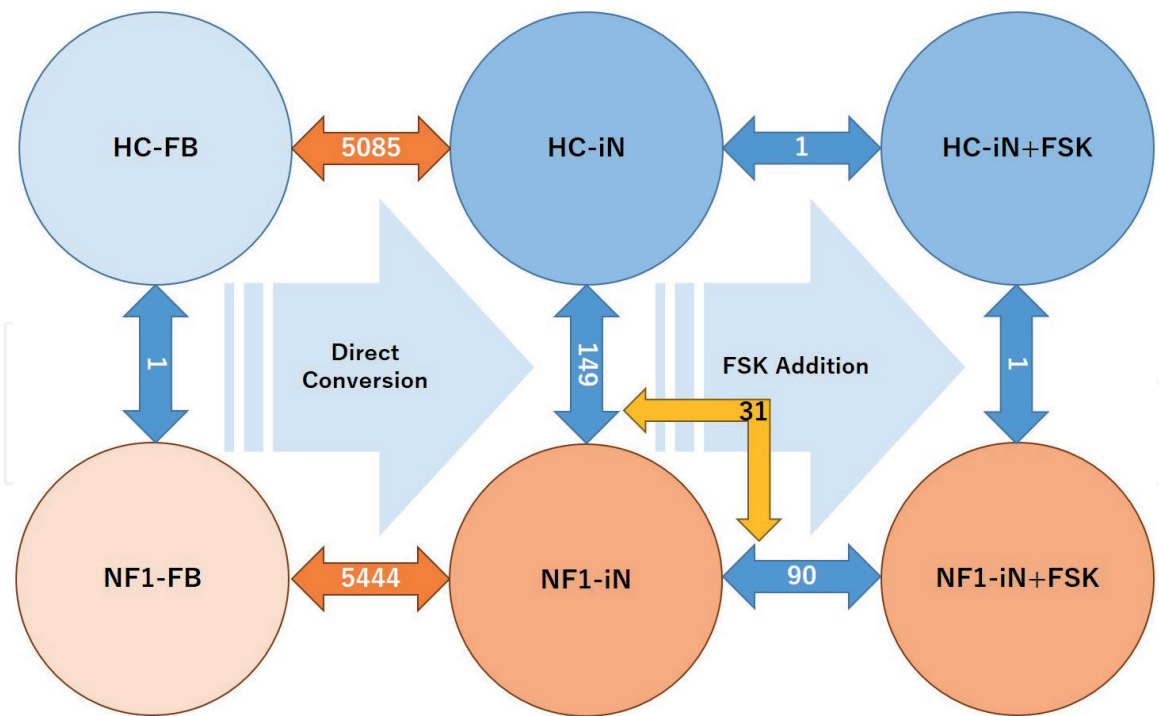 HC-FB
5085
HC-iN
1
HC-iN+FSK
1
Direct
Conversion
149
FSK Addition
1
31
NF1-FB
5444
NF1-iN
90
NF1-iN+FSK